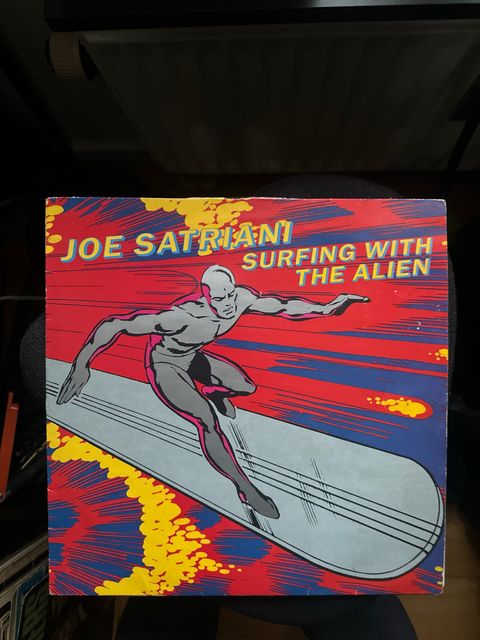 JOE SATRIANI
SURFING WITH
THE ALIEN